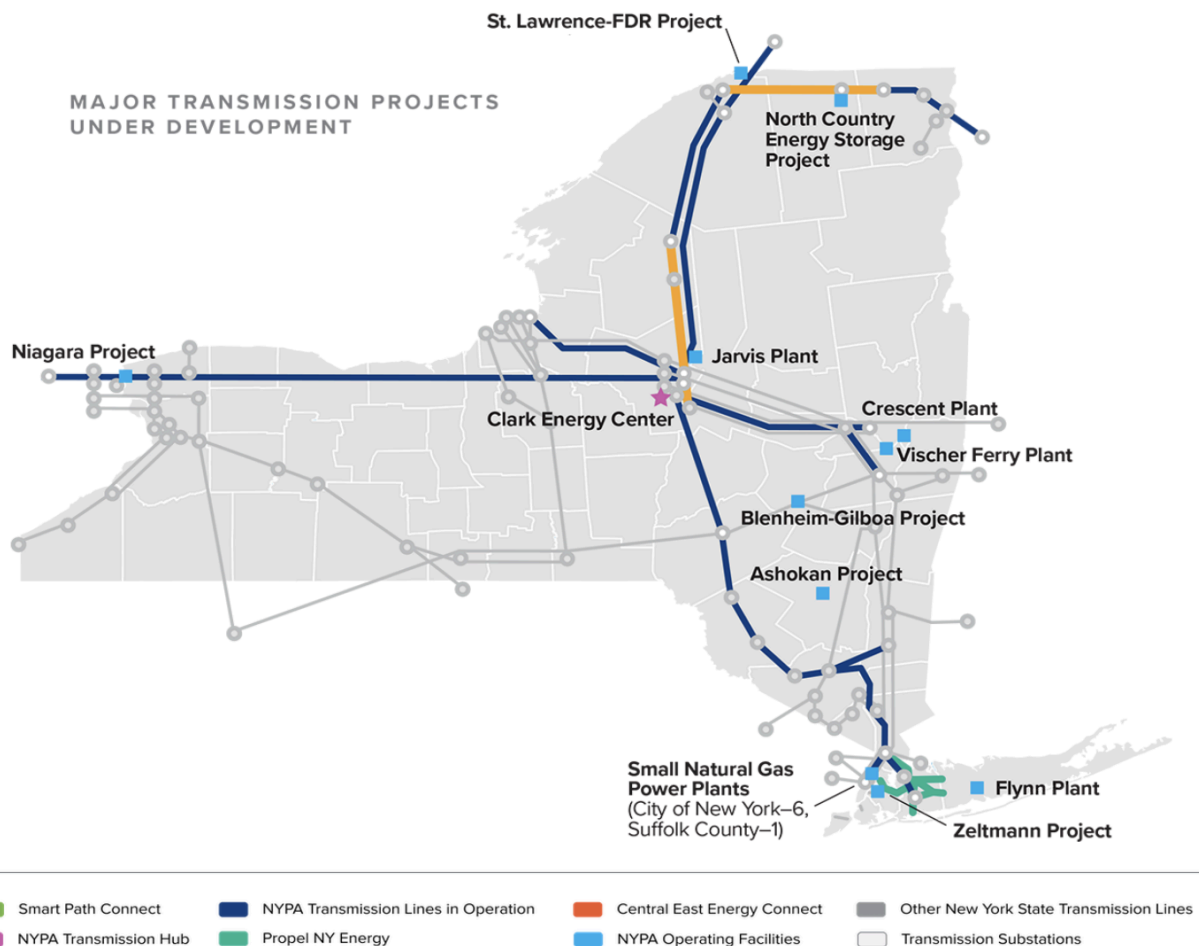 St. Lawrence-FDR Project
MAJOR TRANSMISSION PROJECTS
UNDER DEVELOPMENT
North Country
Energy Storage
Project
Niagara Project
Jarvis Plant
Clark Energy Center
Crescent Plant
Vischer Ferry Plant
Blenheim-Gilboa Project
Ashokan Project
Small Natural Gas
Power Plants
(City of New York–6,
Suffolk County–1)
Flynn Plant
Zeltmann Project
Smart Path Connect
NYPA Transmission Lines in Operation
Central East Energy Connect
Other New York State Transmission Lines
NYPA Transmission Hub
Propel NY Energy
NYPA Operating Facilities
Transmission Substations